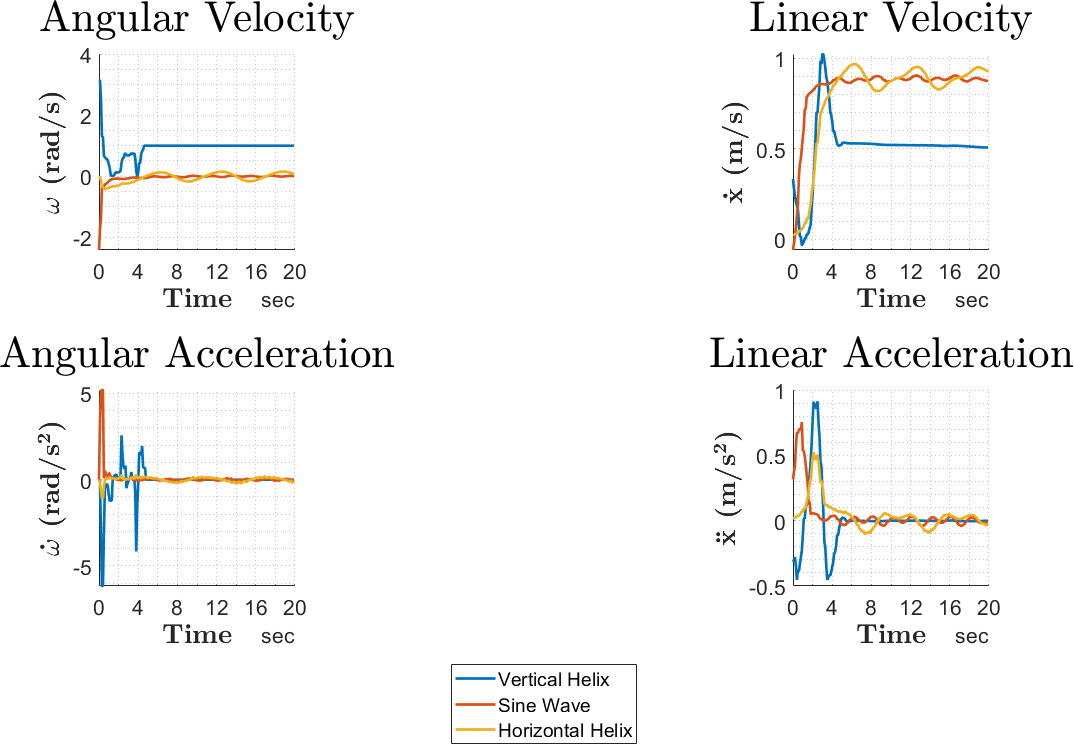 Angular Velocity
4
2
0
-2
ω (rad/s)
0 4 8 12 16 20
Time sec
Linear Velocity
1
0.5
0
ẋ (m/s)
0 4 8 12 16 20
Time sec
Angular Acceleration
5
0
-5
ω̇ (rad/s²)
0 4 8 12 16 20
Time sec
Linear Acceleration
1
0.5
0
-0.5
ẍ (m/s²)
0 4 8 12 16 20
Time sec
Vertical Helix
Sine Wave
Horizontal Helix